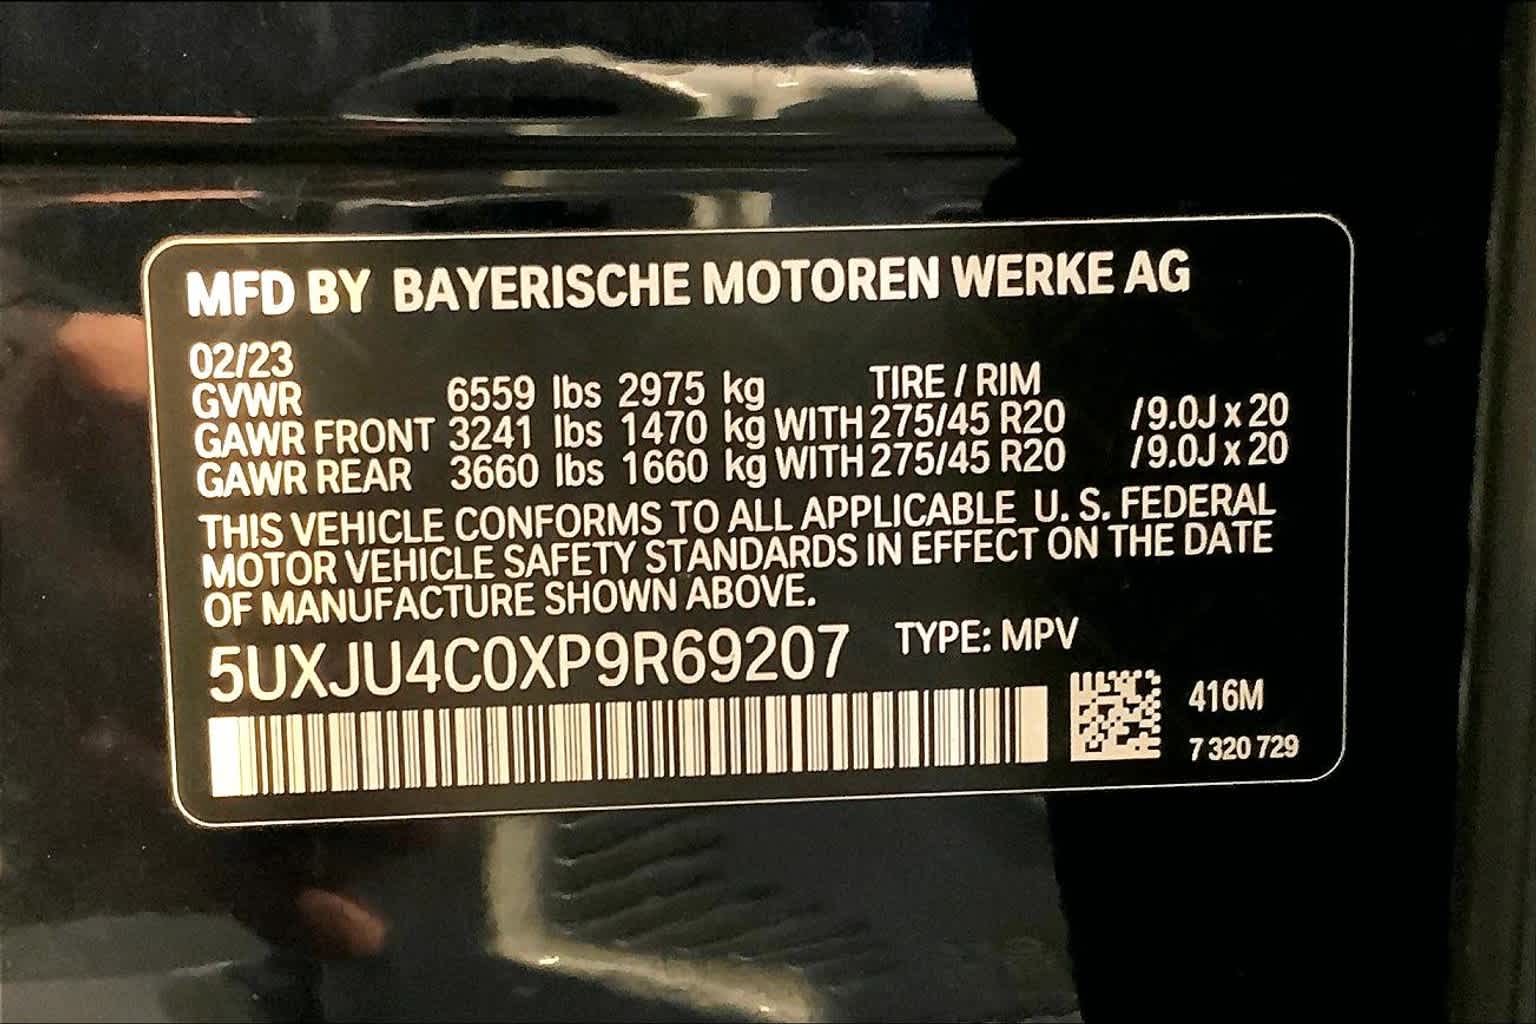 MFD BY BAYERISCHE MOTOREN WERKE AG
02/23
GVWR 6559 lbs 2975 kg TIRE / RIM
GAWR FRONT 3241 lbs 1470 kg WITH 275/45 R20 /9.0J x 20
GAWR REAR 3660 lbs 1660 kg WITH 275/45 R20 /9.0J x 20
THIS VEHICLE CONFORMS TO ALL APPLICABLE U. S. FEDERAL
MOTOR VEHICLE SAFETY STANDARDS IN EFFECT ON THE DATE
OF MANUFACTURE SHOWN ABOVE.
5UXJU4C0XP9R69207 TYPE: MPV
416M
7 320 729